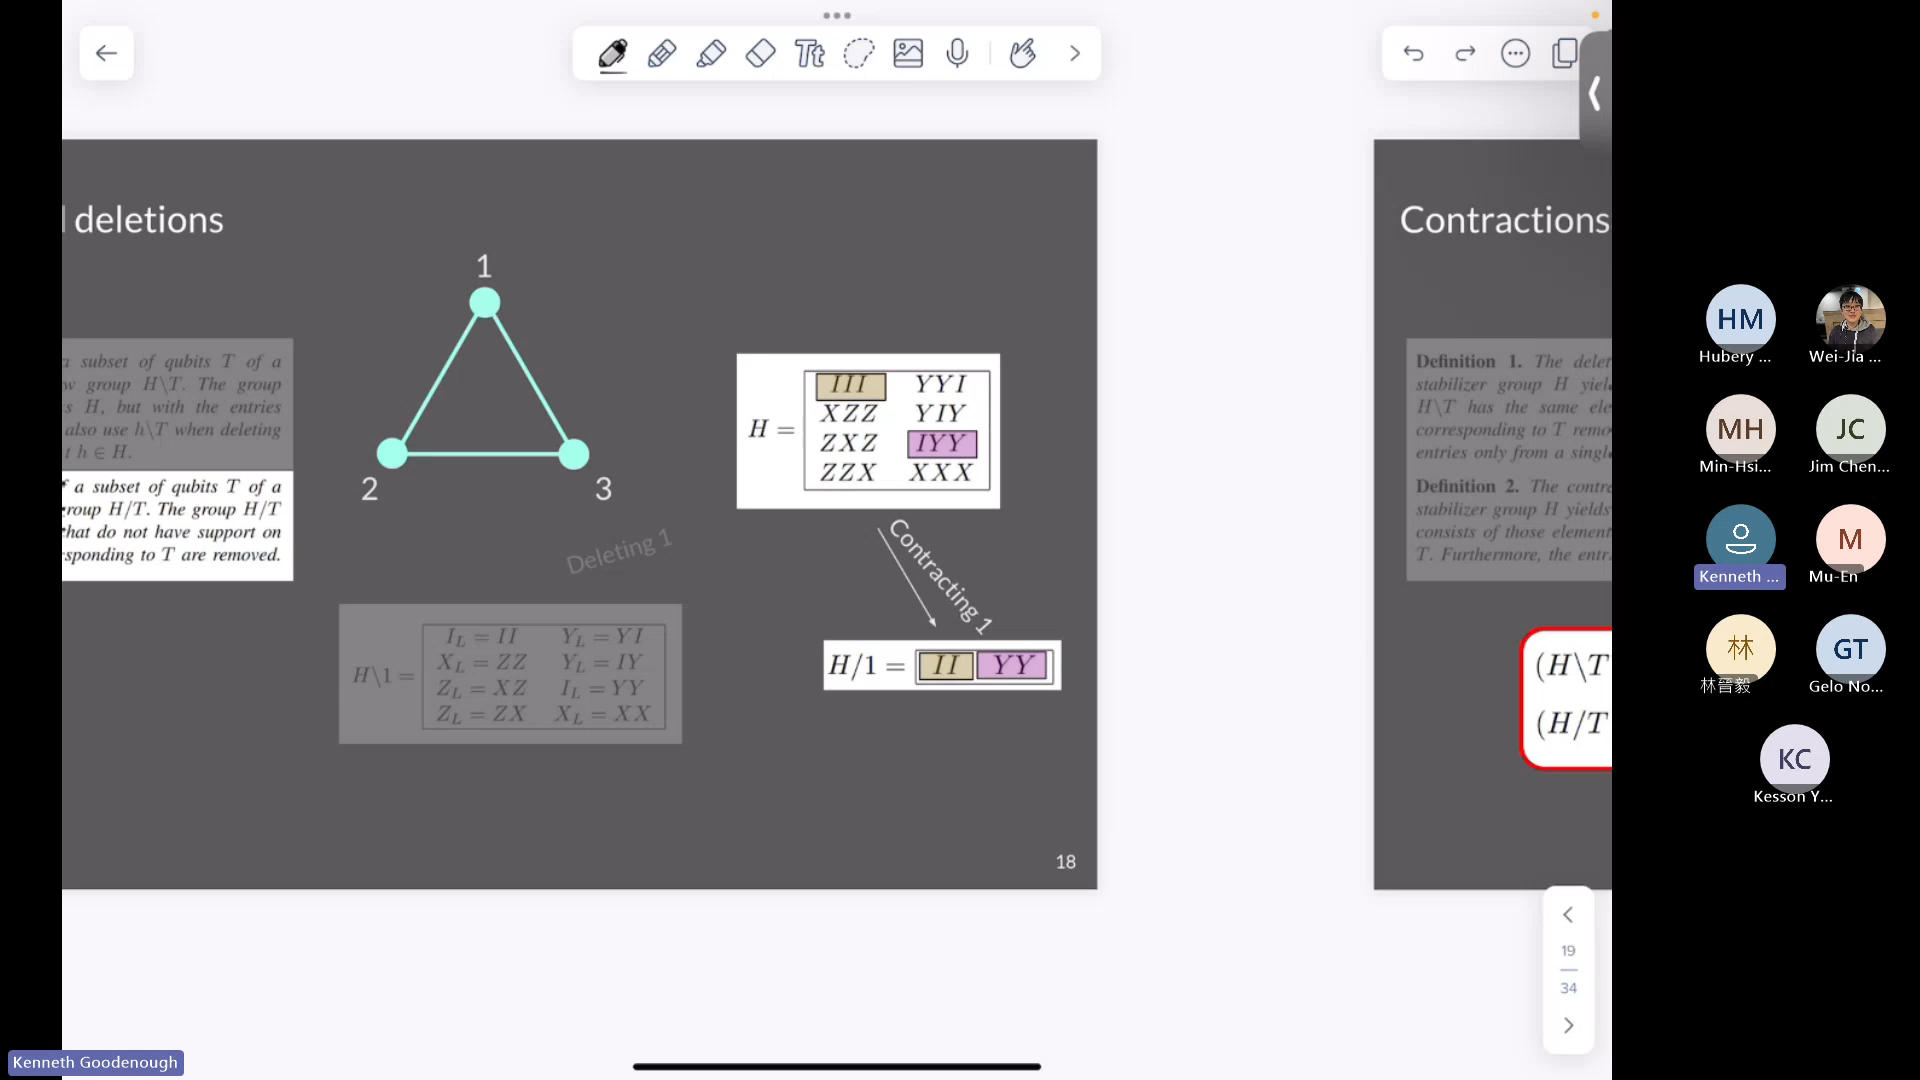 Tt
deletions
a subset of qubits T of a
w group H\T. The group
s H, but with the entries
also use h\T when deleting
t h ∈ H.
a subset of qubits T of a
roup H/T. The group H/T
hat do not have support on
sponding to T are removed.
1
2
3
Deleting 1
H =
III YYI
XZZ YIY
ZXZ IYY
ZZX XXX
Contracting 1
H\1 =
I_L = II Y_L = YI
X_L = ZZ Y_L = IY
Z_L = XZ I_L = YY
Z_L = ZX X_L = XX
H/1 = II YY
18
Contractions
Definition 1. The delet
stabilizer group H yiel
H\T has the same ele
corresponding to T remo
entries only from a singl
Definition 2. The contr
stabilizer group H yields
consists of those element
T. Furthermore, the entr
(H\T
(H/T
19
34
HM
Hubery ...
Wei-Jia ...
MH
Min-Hsi...
JC
Jim Chen...
Kenneth ...
M
Mu-En
林
林晉毅
GT
Gelo No...
KC
Kesson Y...
Kenneth Goodenough